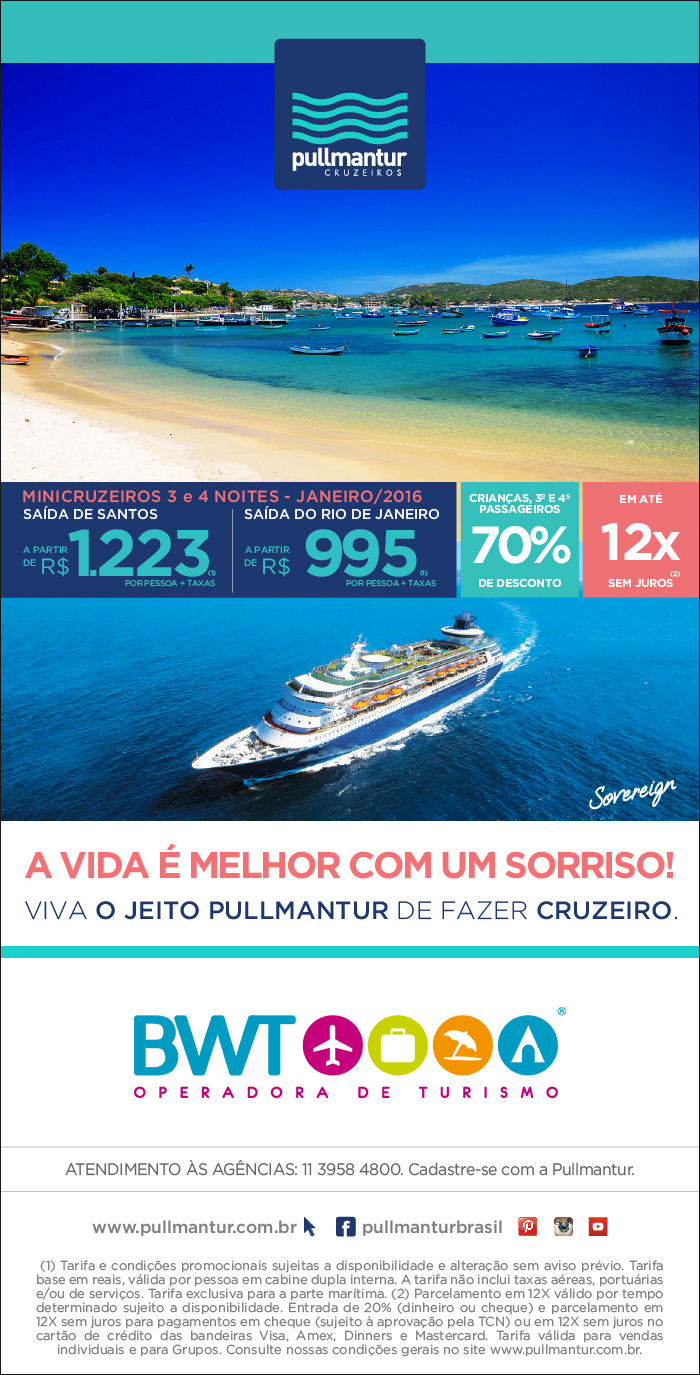 pullmantur
CRUZEIROS
MINICRUZEIROS 3 e 4 NOITES - JANEIRO/2016
SAÍDA DE SANTOS
A PARTIR
DE R$ 1.223 (1)
POR PESSOA + TAXAS
SAÍDA DO RIO DE JANEIRO
A PARTIR
DE R$ 995 (1)
POR PESSOA + TAXAS
CRIANÇAS, 3º E 4º
PASSAGEIROS
70%
DE DESCONTO
EM ATÉ
12x
SEM JUROS (2)
Sovereign
A VIDA É MELHOR COM UM SORRISO!
VIVA O JEITO PULLMANTUR DE FAZER CRUZEIRO.
BWT ®
OPERADORA DE TURISMO
ATENDIMENTO ÀS AGÊNCIAS: 11 3958 4800. Cadastre-se com a Pullmantur.
www.pullmantur.com.br pullmanturbrasil
(1) Tarifa e condições promocionais sujeitas a disponibilidade e alteração sem aviso prévio. Tarifa
base em reais, válida por pessoa em cabine dupla interna. A tarifa não inclui taxas aéreas, portuárias
e/ou de serviços. Tarifa exclusiva para a parte marítima. (2) Parcelamento em 12X válido por tempo
determinado sujeito a disponibilidade. Entrada de 20% (dinheiro ou cheque) e parcelamento em
12X sem juros para pagamentos em cheque (sujeito à aprovação pela TCN) ou em 12X sem juros no
cartão de crédito das bandeiras Visa, Amex, Dinners e Mastercard. Tarifa válida para vendas
individuais e para Grupos. Consulte nossas condições gerais no site www.pullmantur.com.br.